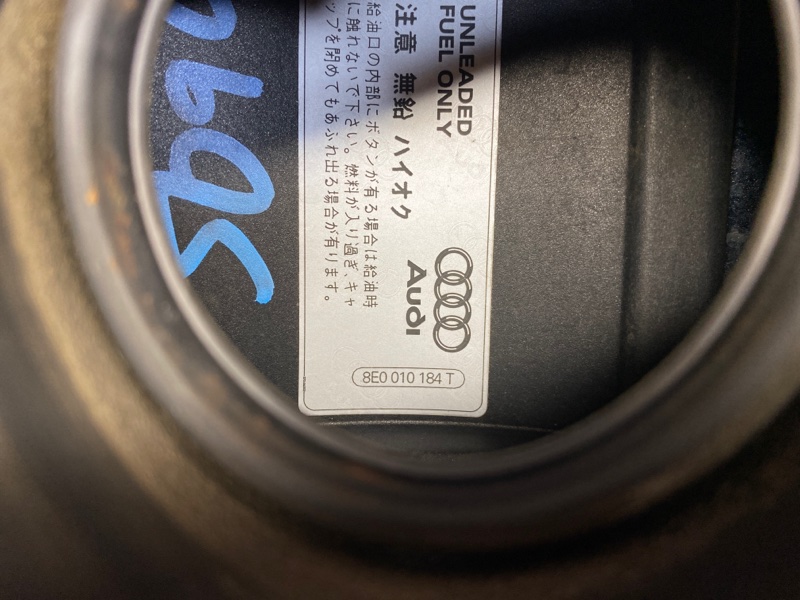 UNLEADED
FUEL ONLY
注意 無鉛 ハイオク
給油口の内部にボタンが有る場合は給油時
に触れないで下さい。燃料が入り過ぎ、キャ
ップを閉めてもあふれ出る場合が有ります。
Audi
8E0 010 184 T